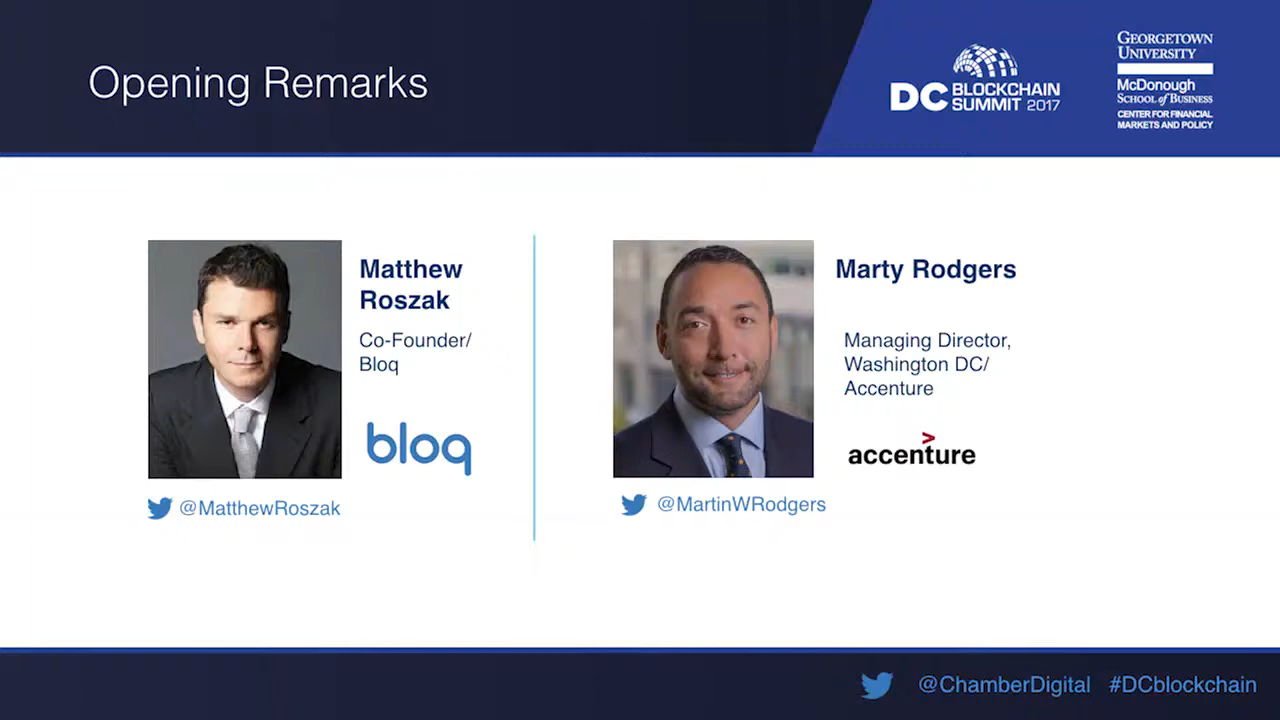 Opening Remarks
DC BLOCKCHAIN
SUMMIT 2017
GEORGETOWN
UNIVERSITY
McDonough
SCHOOL of BUSINESS
CENTER FOR FINANCIAL
MARKETS AND POLICY
Matthew
Roszak
Co-Founder/
Bloq
bloq
@MatthewRoszak
Marty Rodgers
Managing Director,
Washington DC/
Accenture
accenture
@MartinWRodgers
@ChamberDigital #DCblockchain